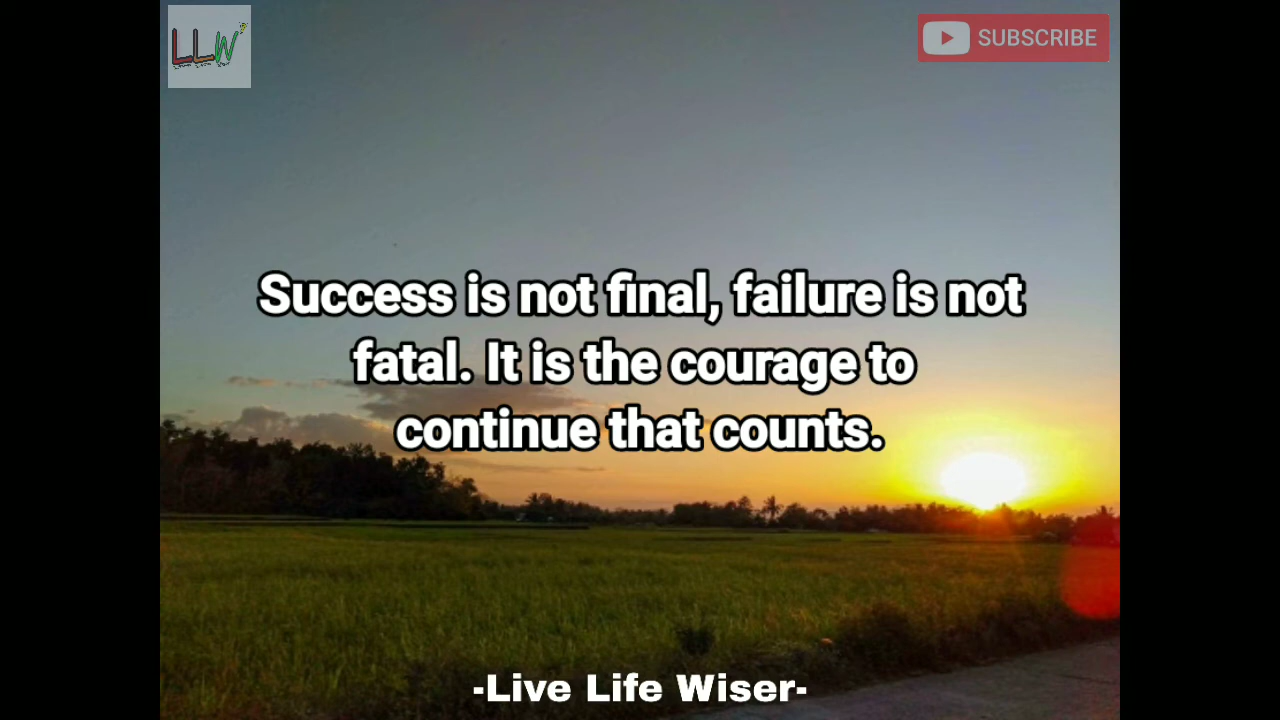 LLW
SUBSCRIBE
Success is not final, failure is not
fatal. It is the courage to
continue that counts.
-Live Life Wiser-